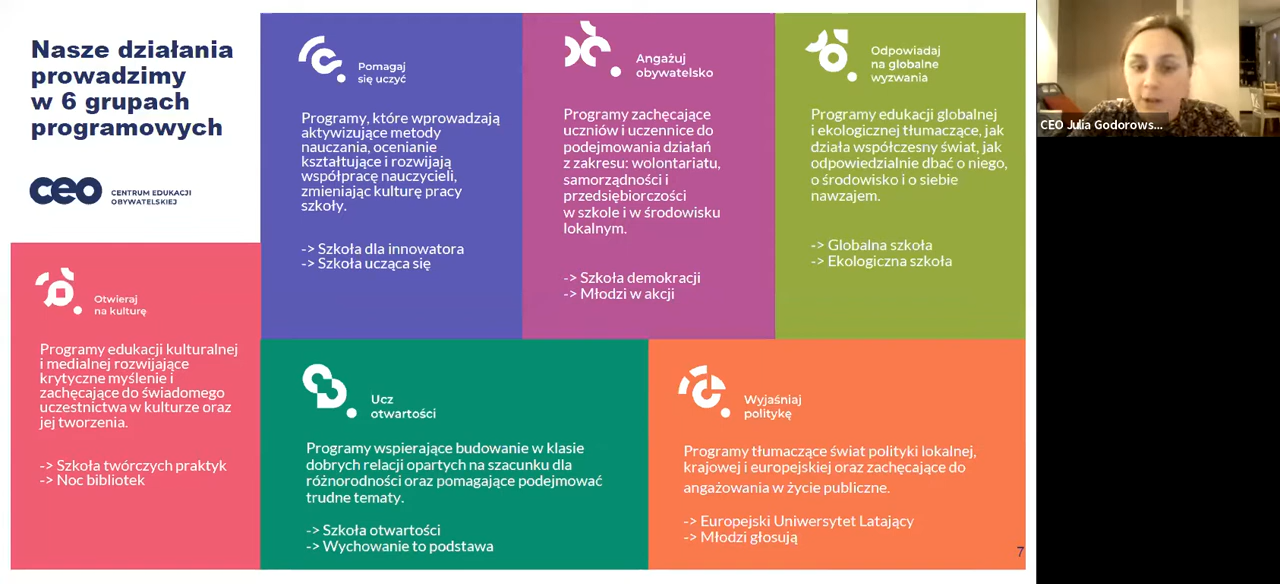 Nasze działania
prowadzimy
w 6 grupach
programowych
ceo
CENTRUM EDUKACJI
OBYWATELSKIEJ
Pomagaj
się uczyć
Programy, które wprowadzają
aktywizujące metody
nauczania, ocenianie
kształtujące i rozwijają
współpracę nauczycieli,
zmieniając kulturę pracy
szkoły.
-> Szkoła dla innowatora
-> Szkoła ucząca się
Angażuj
obywatelsko
Programy zachęcające
uczniów i uczennice do
podejmowania działań
z zakresu: wolontariatu,
samorządności i
przedsiębiorczości
w szkole i w środowisku
lokalnym.
-> Szkoła demokracji
-> Młodzi w akcji
Odpowiadaj
na globalne
wyzwania
Programy edukacji globalnej
i ekologicznej tłumaczące, jak
działa współczesny świat, jak
odpowiedzialnie dbać o niego,
o środowisko i o siebie
nawzajem.
-> Globalna szkoła
-> Ekologiczna szkoła
CEO Julia Godorows...
Otwieraj
na kulturę
Programy edukacji kulturalnej
i medialnej rozwijające
krytyczne myślenie i
zachęcające do świadomego
uczestnictwa w kulturze oraz
jej tworzenia.
-> Szkoła twórczych praktyk
-> Noc bibliotek
Ucz
otwartości
Programy wspierające budowanie w klasie
dobrych relacji opartych na szacunku dla
różnorodności oraz pomagające podejmować
trudne tematy.
-> Szkoła otwartości
-> Wychowanie to podstawa
Wyjaśniaj
politykę
Programy tłumaczące świat polityki lokalnej,
krajowej i europejskiej oraz zachęcające do
angażowania w życie publiczne.
-> Europejski Uniwersytet Latający
-> Młodzi głosują
7